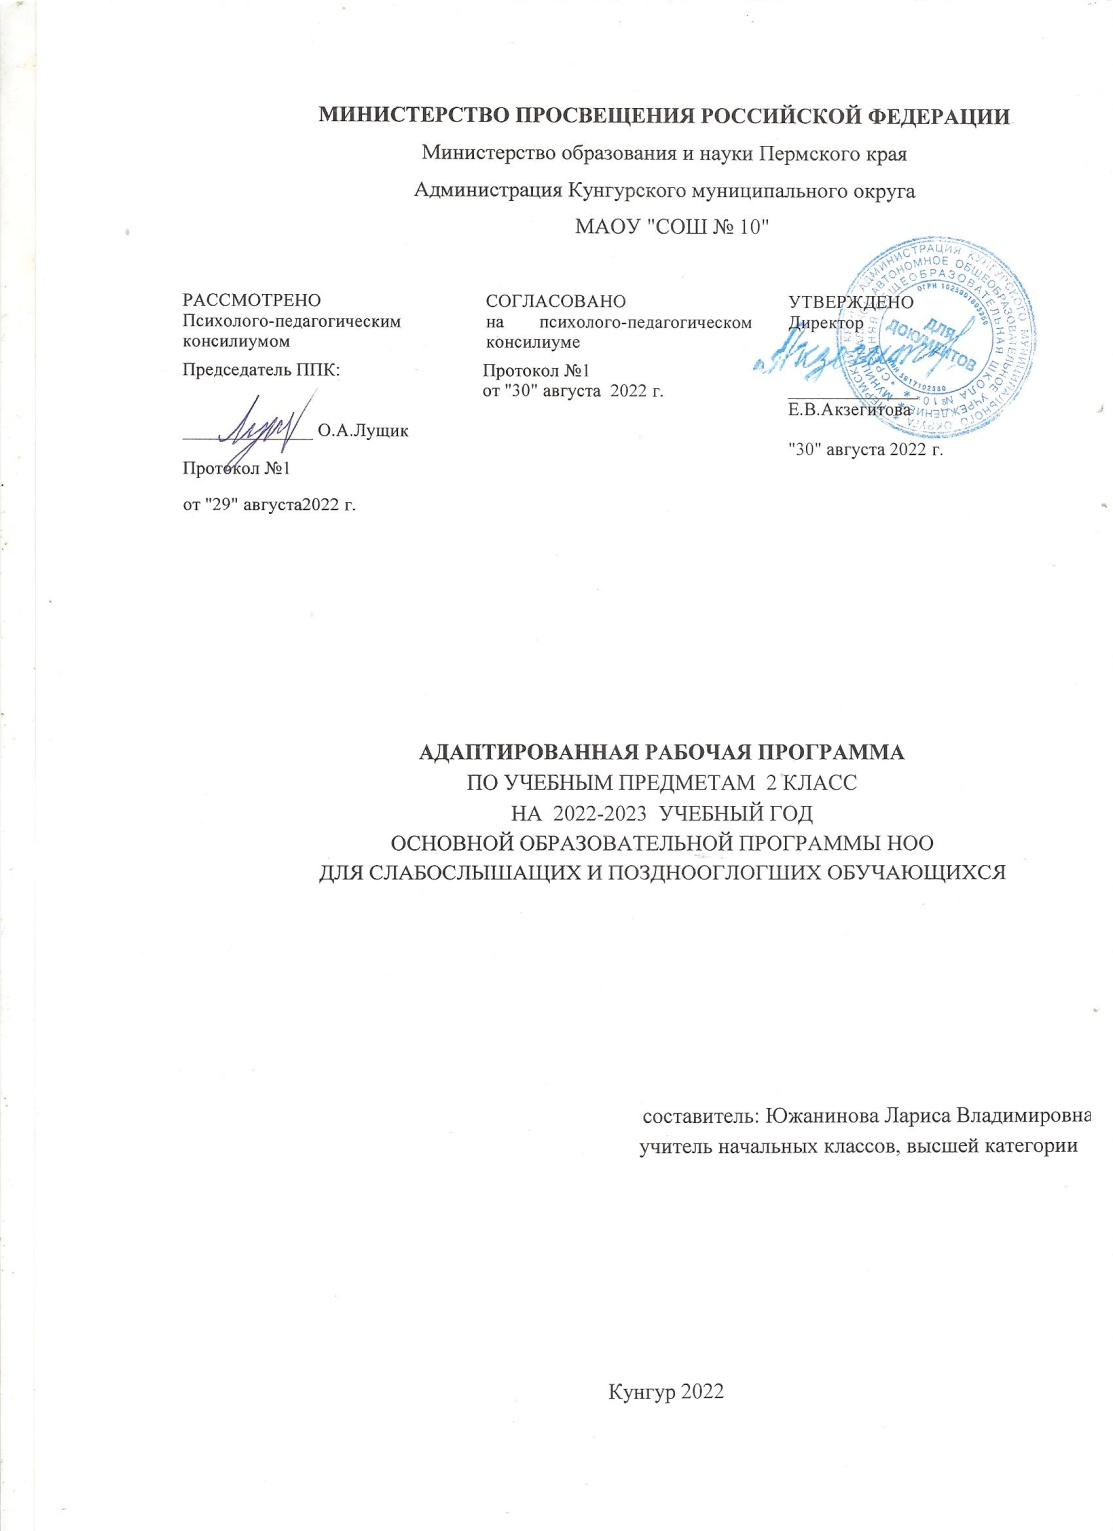 МИНИСТЕРСТВО ПРОСВЕЩЕНИЯ РОССИЙСКОЙ ФЕДЕРАЦИИ
Министерство образования и науки Пермского края
Администрация Кунгурского муниципального округа
МАОУ "СОШ № 10"
РАССМОТРЕНО
Психолого-педагогическим
консилиумом
Председатель ППК:
О.А.Лущик
Протокол №1
от "29" августа2022 г.
СОГЛАСОВАНО
на психолого-педагогическом
консилиуме
Протокол №1
от "30" августа 2022 г.
УТВЕРЖДЕНО
Директор
Е.В.Акзегитова
"30" августа 2022 г.
ДЛЯ
ДОКУМЕНТОВ
АДАПТИРОВАННАЯ РАБОЧАЯ ПРОГРАММА
ПО УЧЕБНЫМ ПРЕДМЕТАМ 2 КЛАСС
НА 2022-2023 УЧЕБНЫЙ ГОД
ОСНОВНОЙ ОБРАЗОВАТЕЛЬНОЙ ПРОГРАММЫ НОО
ДЛЯ СЛАБОСЛЫШАЩИХ И ПОЗДНООГЛОГШИХ ОБУЧАЮЩИХСЯ
составитель: Южанинова Лариса Владимировна
учитель начальных классов, высшей категории
Кунгур 2022